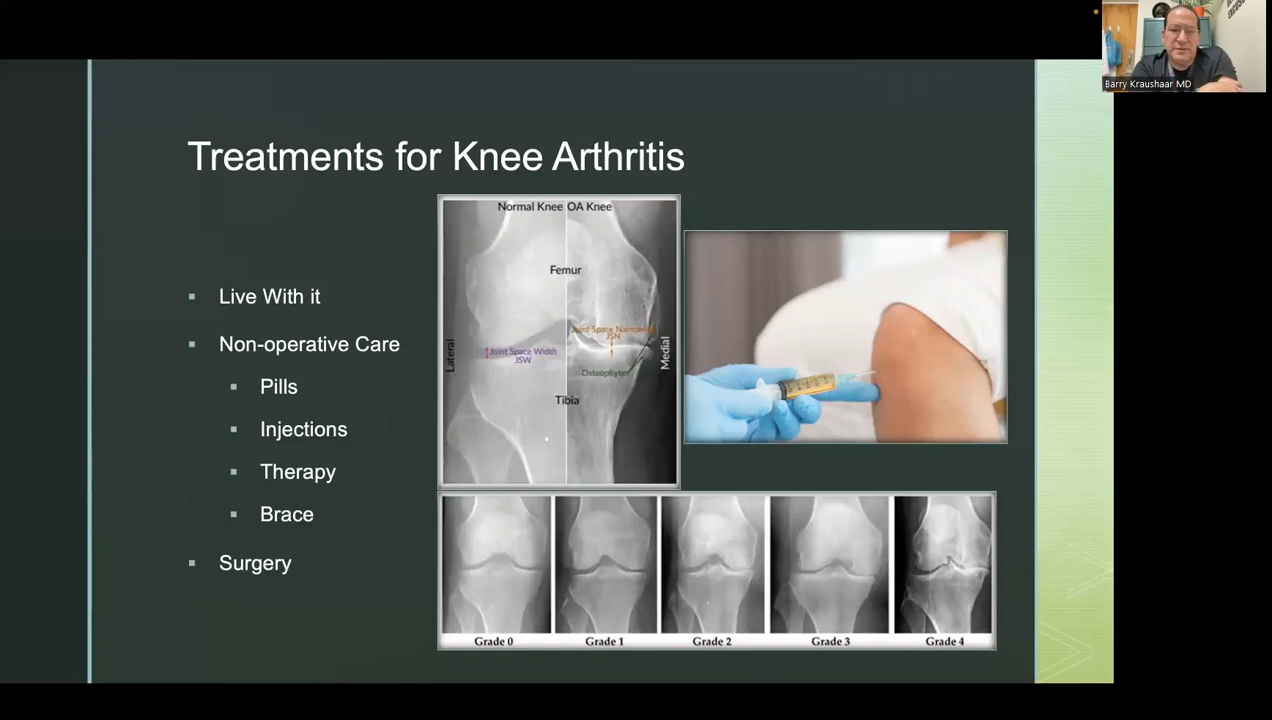 Barry Kraushaar MD
Treatments for Knee Arthritis
Live With it
Non-operative Care
Pills
Injections
Therapy
Brace
Surgery
Normal Knee OA Knee
Femur
Joint Space Narrowing
JSN
Joint Space Width
JSW
Lateral
Medial
Osteophytes
Tibia
Grade 0
Grade 1
Grade 2
Grade 3
Grade 4